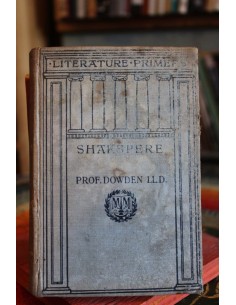 ·LITERATURE·PRIMERS·
SHAKSPERE
PROF. DOWDEN LL.D.